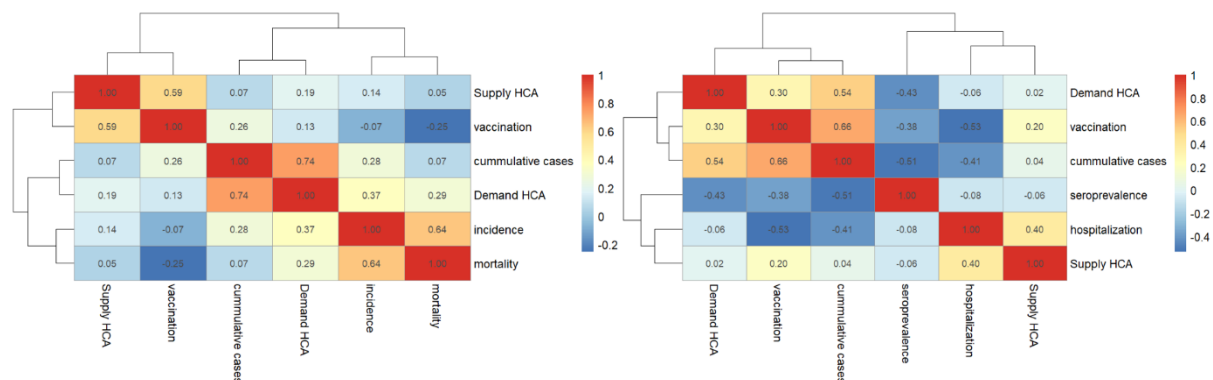 1.00 0.59 0.07 0.19 0.14 0.05 Supply HCA
0.59 1.00 0.26 0.13 -0.07 -0.25 vaccination
0.07 0.26 1.00 0.74 0.28 0.07 cummulative cases
0.19 0.13 0.74 1.00 0.37 0.29 Demand HCA
0.14 -0.07 0.28 0.37 1.00 0.64 incidence
0.05 -0.25 0.07 0.29 0.64 1.00 mortality
Supply HCA
vaccination
cummulative cases
Demand HCA
incidence
mortality
1
0.8
0.6
0.4
0.2
0
-0.2
1.00 0.30 0.54 -0.43 -0.06 0.02 Demand HCA
0.30 1.00 0.66 -0.38 -0.53 0.20 vaccination
0.54 0.66 1.00 -0.51 -0.41 0.04 cummulative cases
-0.43 -0.38 -0.51 1.00 -0.08 -0.06 seroprevalence
-0.06 -0.53 -0.41 -0.08 1.00 0.40 hospitalization
0.02 0.20 0.04 -0.06 0.40 1.00 Supply HCA
Demand HCA
vaccination
cummulative cases
seroprevalence
hospitalization
Supply HCA
1
0.8
0.6
0.4
0.2
0
-0.2
-0.4